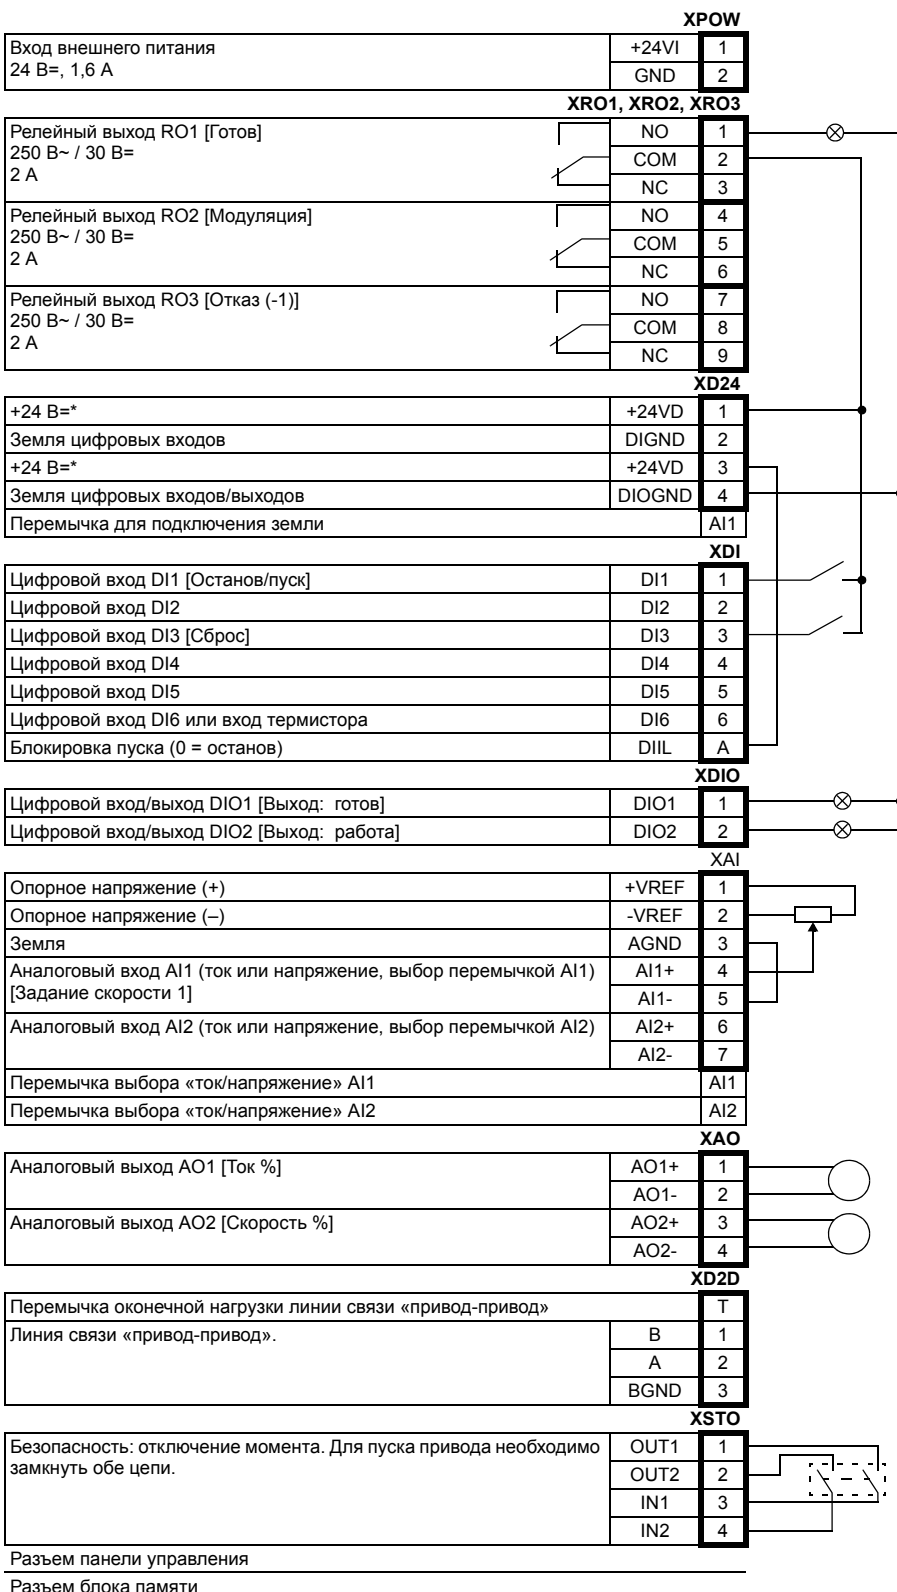 XPOW
Вход внешнего питания +24VI 1
24 В=, 1,6 А GND 2
XRO1, XRO2, XRO3
Релейный выход RO1 [Готов] NO 1
250 В~ / 30 В= COM 2
2 А NC 3
Релейный выход RO2 [Модуляция] NO 4
250 В~ / 30 В= COM 5
2 А NC 6
Релейный выход RO3 [Отказ (-1)] NO 7
250 В~ / 30 В= COM 8
2 А NC 9
XD24
+24 В=* +24VD 1
Земля цифровых входов DIGND 2
+24 В=* +24VD 3
Земля цифровых входов/выходов DIOGND 4
Перемычка для подключения земли AI1
XDI
Цифровой вход DI1 [Останов/пуск] DI1 1
Цифровой вход DI2 DI2 2
Цифровой вход DI3 [Сброс] DI3 3
Цифровой вход DI4 DI4 4
Цифровой вход DI5 DI5 5
Цифровой вход DI6 или вход термистора DI6 6
Блокировка пуска (0 = останов) DIIL A
XDIO
Цифровой вход/выход DIO1 [Выход: готов] DIO1 1
Цифровой вход/выход DIO2 [Выход: работа] DIO2 2
XAI
Опорное напряжение (+) +VREF 1
Опорное напряжение (–) -VREF 2
Земля AGND 3
Аналоговый вход AI1 (ток или напряжение, выбор перемычкой AI1) AI1+ 4
[Задание скорости 1] AI1- 5
Аналоговый вход AI2 (ток или напряжение, выбор перемычкой AI2) AI2+ 6
AI2- 7
Перемычка выбора «ток/напряжение» AI1 AI1
Перемычка выбора «ток/напряжение» AI2 AI2
XAO
Аналоговый выход AO1 [Ток %] AO1+ 1
AO1- 2
Аналоговый выход AO2 [Скорость %] AO2+ 3
AO2- 4
XD2D
Перемычка оконечной нагрузки линии связи «привод-привод» T
Линия связи «привод-привод». B 1
A 2
BGND 3
XSTO
Безопасность: отключение момента. Для пуска привода необходимо OUT1 1
замкнуть обе цепи. OUT2 2
IN1 3
IN2 4
Разъем панели управления
Разъем блока памяти